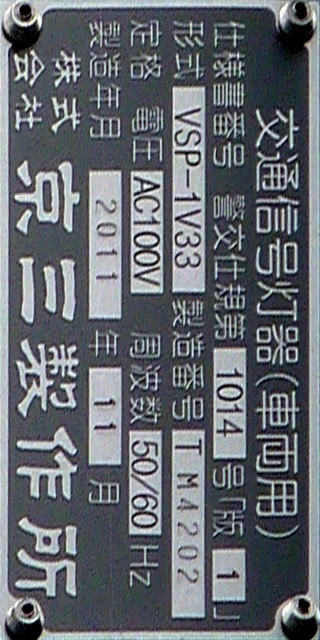 交通信号灯器(車両用)
仕様書番号 警交仕規第 1014 号「版 1 」
形式 VSP-1V33 製造番号 TM4202
定格 電圧 AC100V 周波数 50/60 Hz
製造年月 2011 年 11 月
株式会社 京三製作所